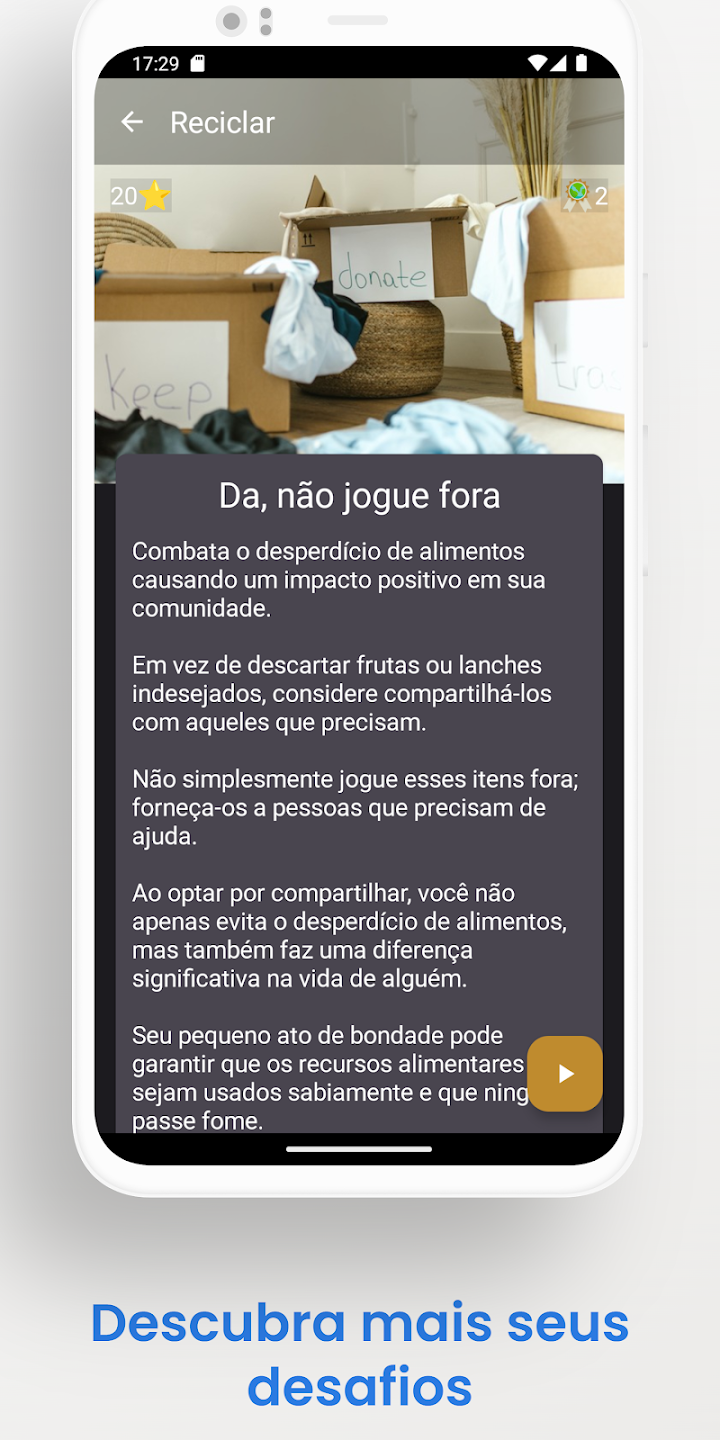 17:29
Reciclar
20
2
donate
keep
Da, não jogue fora
Combata o desperdício de alimentos
causando um impacto positivo em sua
comunidade.
Em vez de descartar frutas ou lanches
indesejados, considere compartilhá-los
com aqueles que precisam.
Não simplesmente jogue esses itens fora;
forneça-os a pessoas que precisam de
ajuda.
Ao optar por compartilhar, você não
apenas evita o desperdício de alimentos,
mas também faz uma diferença
significativa na vida de alguém.
Seu pequeno ato de bondade pode
garantir que os recursos alimentares
sejam usados sabiamente e que
passe fome.
Descubra mais seus
desafios